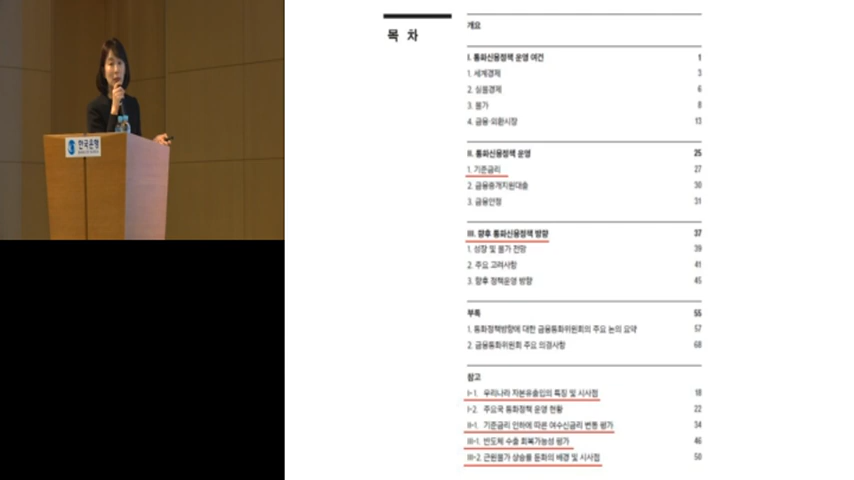 한국은행
목 차
개요
I. 통화신용정책 운영 여건 1
1. 세계경제 3
2. 실물경제 6
3. 물가 8
4. 금융·외환시장 13
II. 통화신용정책 운영 25
1. 기준금리 27
2. 금융중개지원대출 30
3. 금융안정 31
III. 향후 통화신용정책 방향 37
1. 성장 및 물가 전망 39
2. 주요 고려사항 41
3. 향후 정책운영 방향 45
부록 55
1. 통화정책방향에 대한 금융통화위원회의 주요 논의 요약 57
2. 금융통화위원회 주요 의결사항 68
참고
I-1. 우리나라 자본유출입의 특징 및 시사점 18
I-2. 주요국 통화정책 운영 현황 22
II-1. 기준금리 인하에 따른 여수신금리 변동 평가 34
III-1. 반도체 수출 회복가능성 평가 46
III-2. 근원물가 상승률 둔화의 배경 및 시사점 50